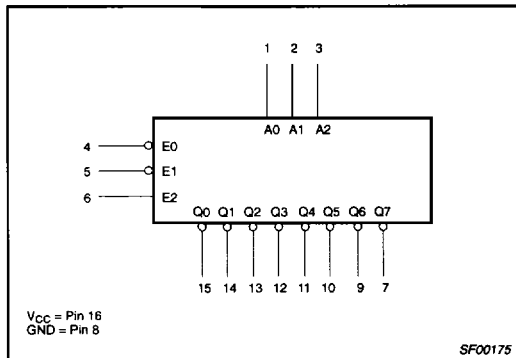 1 2 3
A0 A1 A2
4 E0
5 E1
6 E2
Q0 Q1 Q2 Q3 Q4 Q5 Q6 Q7
15 14 13 12 11 10 9 7
VCC = Pin 16
GND = Pin 8
SF00175